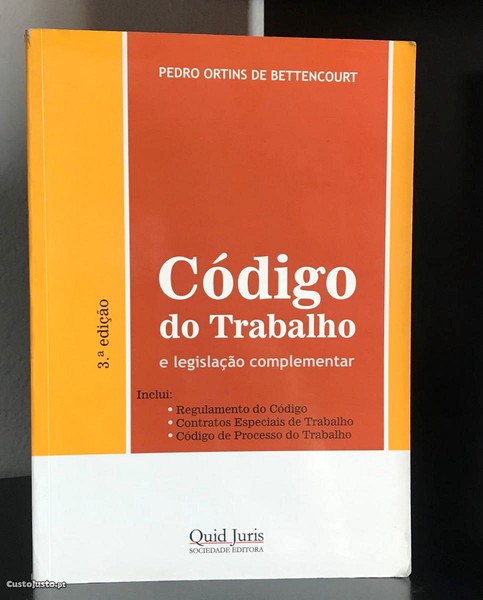 PEDRO ORTINS DE BETTENCOURT
Código
do Trabalho
e legislação complementar
3.ª edição
Inclui:
• Regulamento do Código
• Contratos Especiais de Trabalho
• Código de Processo do Trabalho
Quid Juris
SOCIEDADE EDITORA
CustoJusto.pt